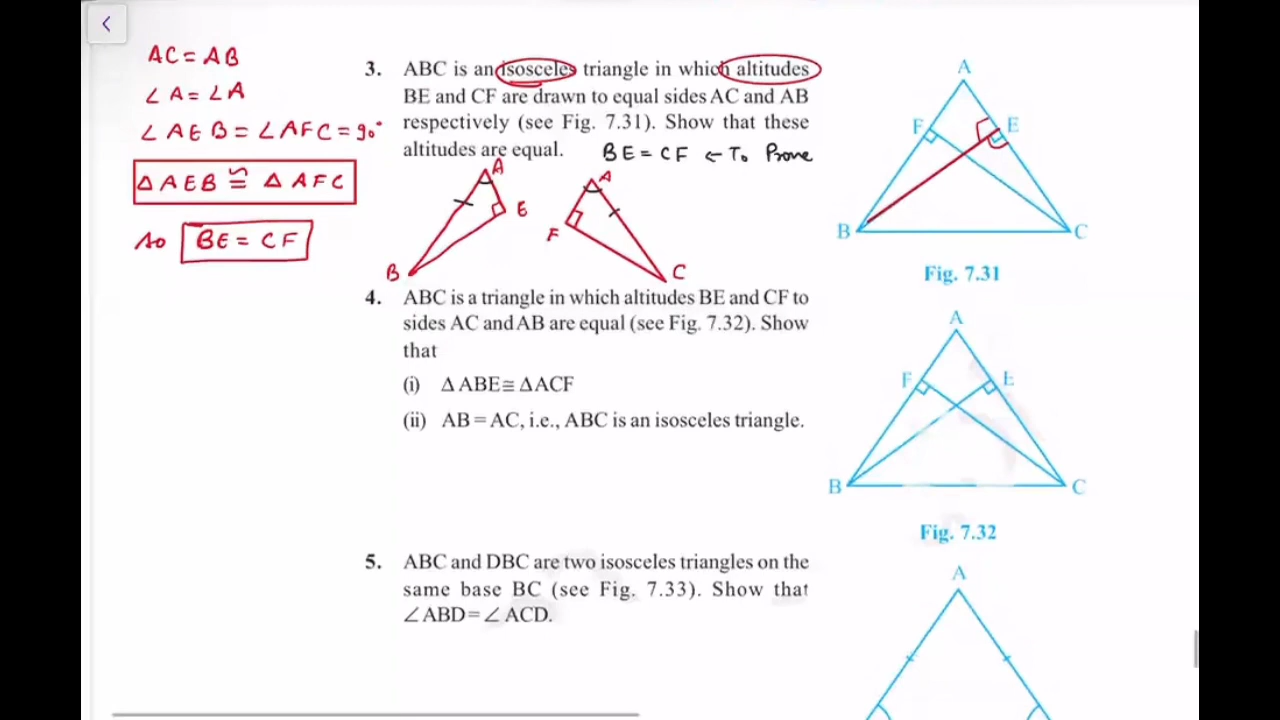 AC = AB
∠A = ∠A
∠AEB = ∠AFC = 90°
△AEB ≅ △AFC
so BE = CF
3. ABC is an isosceles triangle in which altitudes
BE and CF are drawn to equal sides AC and AB
respectively (see Fig. 7.31). Show that these
altitudes are equal. BE = CF ← To Prove
A
E
B
A
F
C
A
F
E
B
C
Fig. 7.31
4. ABC is a triangle in which altitudes BE and CF to
sides AC and AB are equal (see Fig. 7.32). Show
that
(i) Δ ABE ≅ Δ ACF
(ii) AB = AC, i.e., ABC is an isosceles triangle.
A
F
E
B
C
Fig. 7.32
5. ABC and DBC are two isosceles triangles on the
same base BC (see Fig. 7.33). Show that
∠ ABD = ∠ ACD.
A